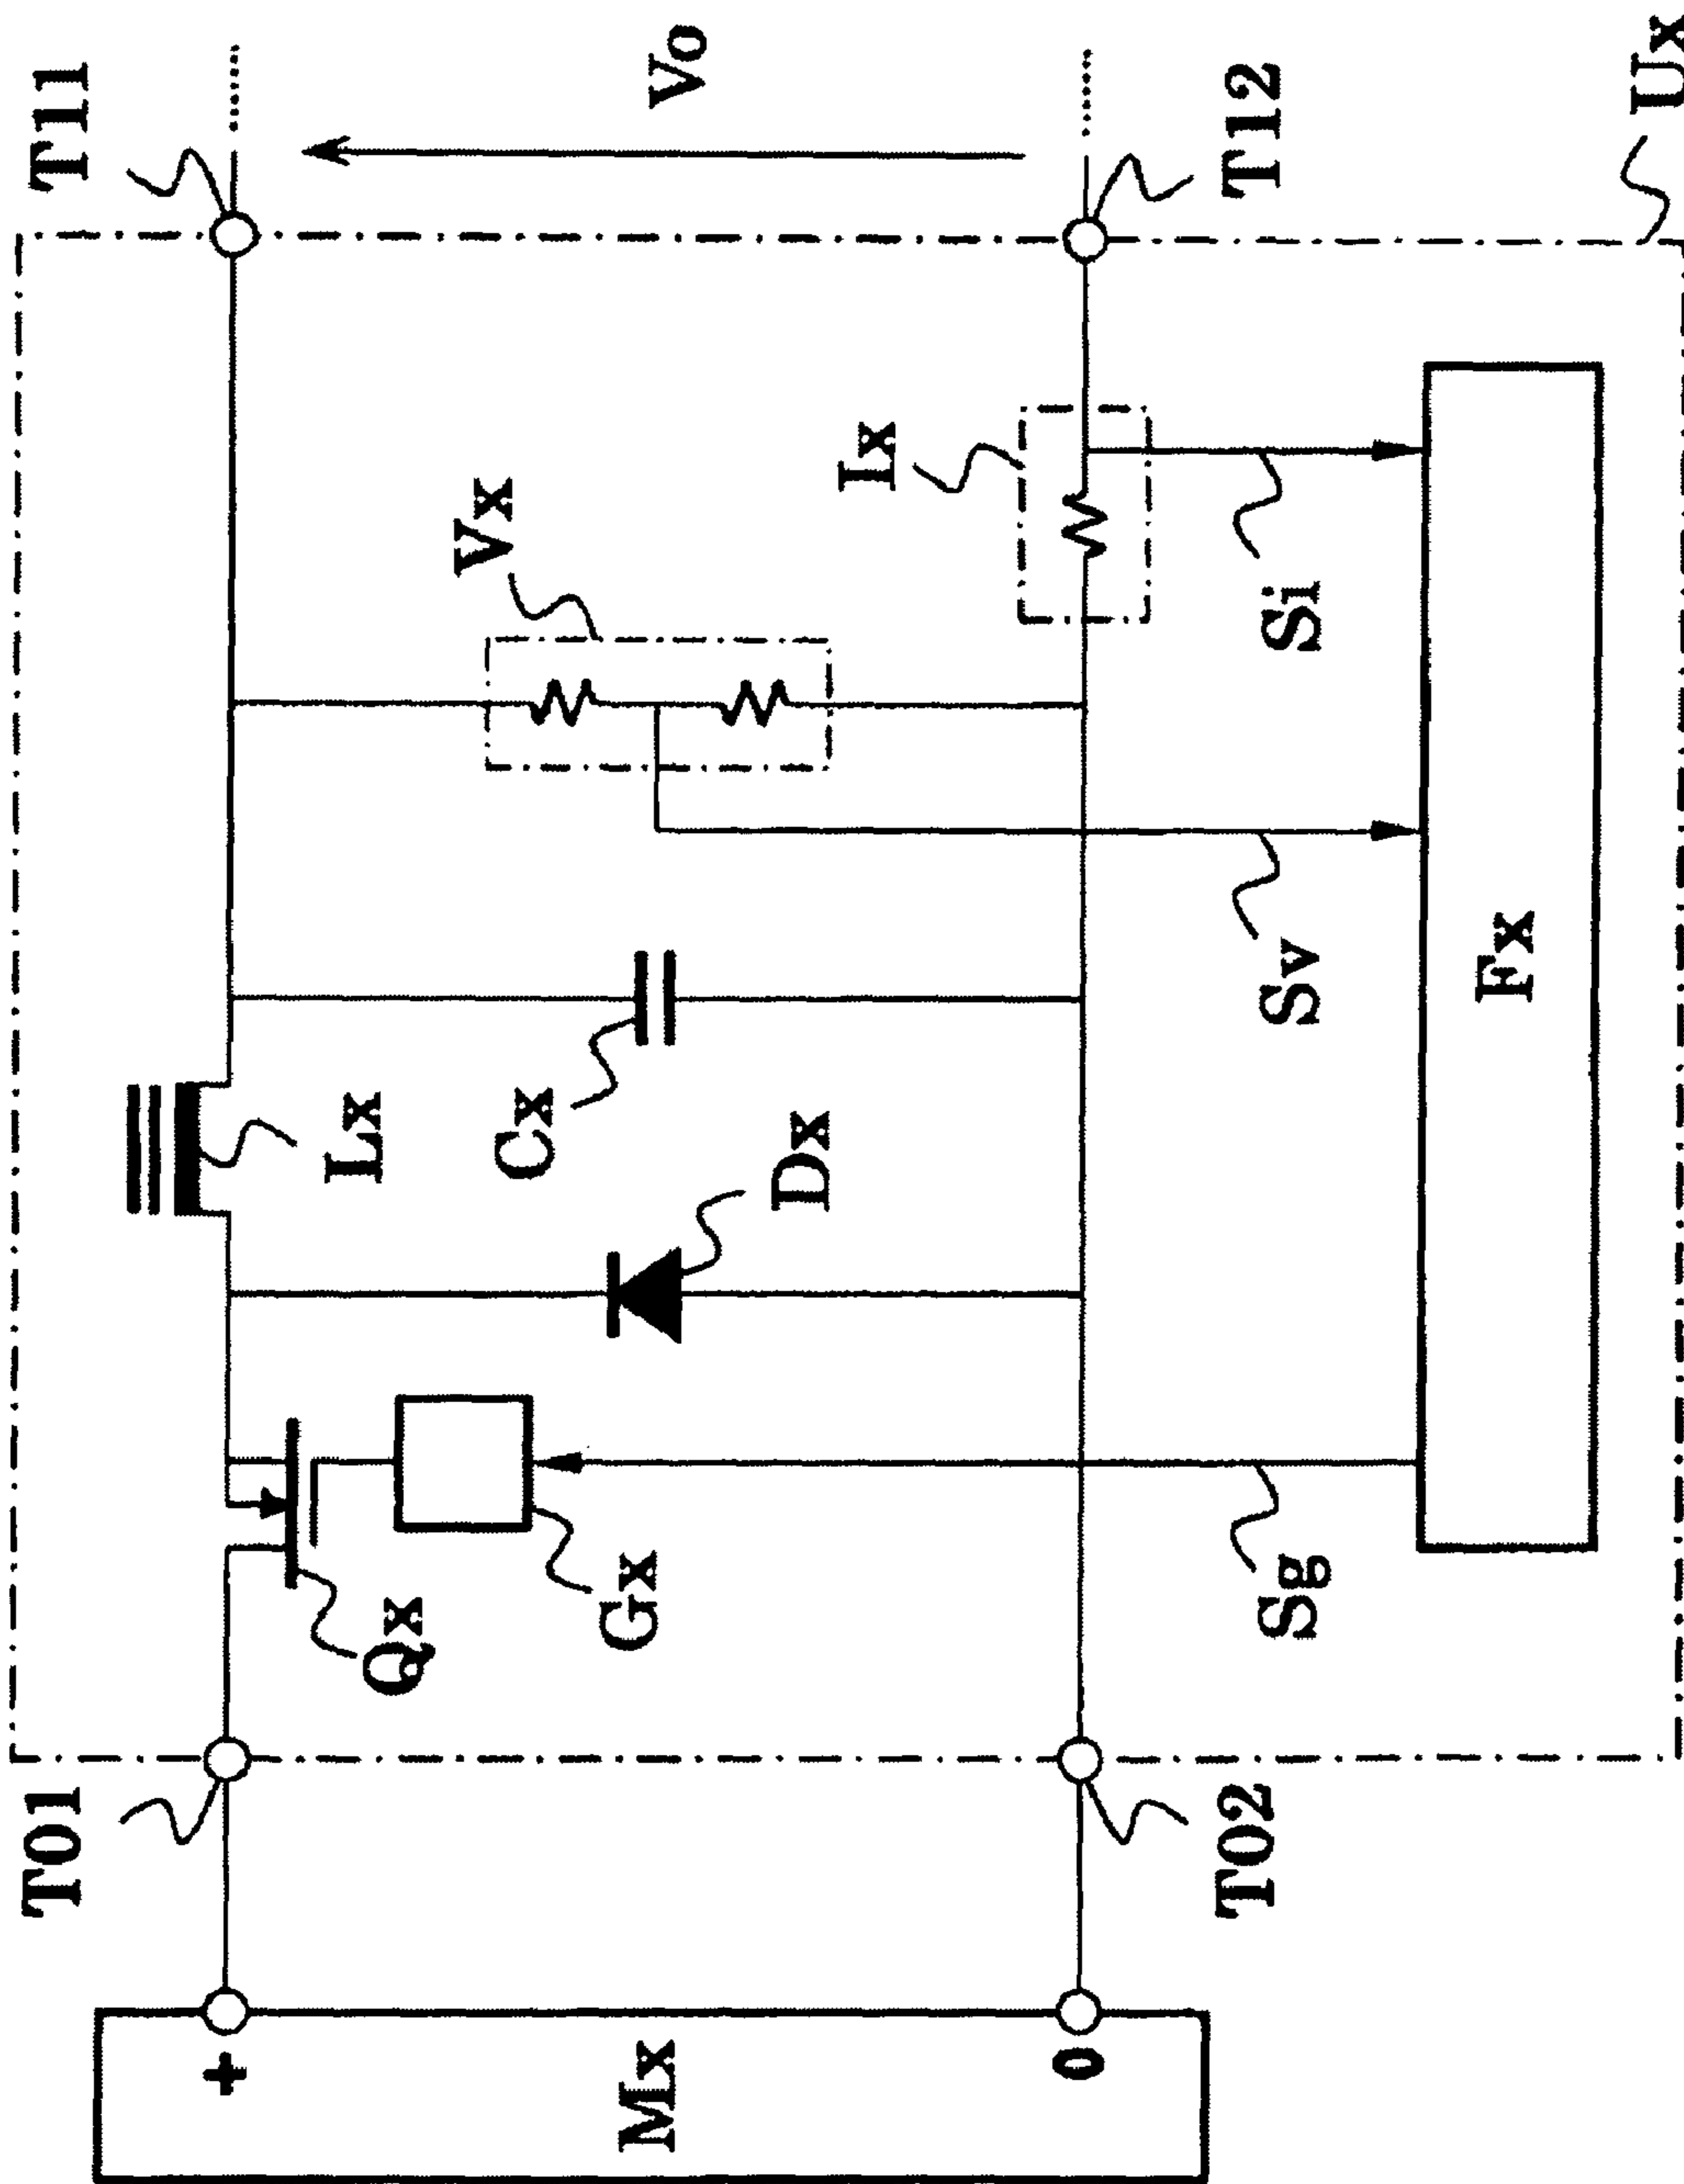 T11
T12
Vo
Ux
Vx
Ix
Si
Sv
Fx
Lx
Cx
Dx
Qx
Gx
Sg
T01
T02
+
0
Mx